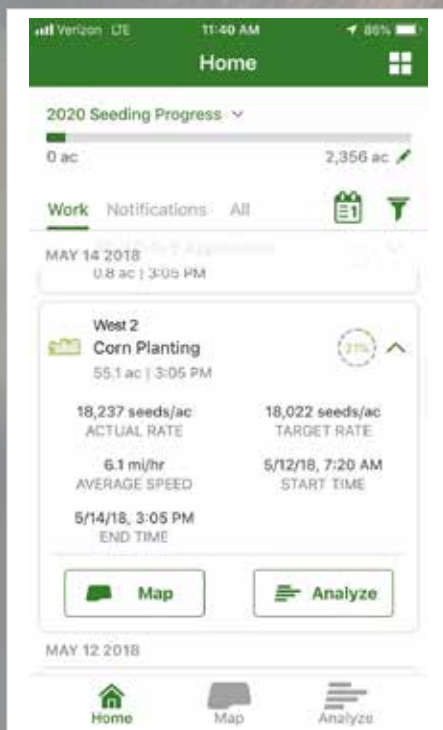 Verizon LTE 11:40 AM 86%
Home
2020 Seeding Progress
0 ac 2,356 ac
Work Notifications All 1
MAY 14 2018
0.8 ac | 3:05 PM
West 2
Corn Planting
21%
55.1 ac | 3:05 PM
18,237 seeds/ac 18,022 seeds/ac
ACTUAL RATE TARGET RATE
6.1 mi/hr 5/12/18, 7:20 AM
AVERAGE SPEED START TIME
5/14/18, 3:05 PM
END TIME
Map Analyze
MAY 12 2018
Home Map Analyze